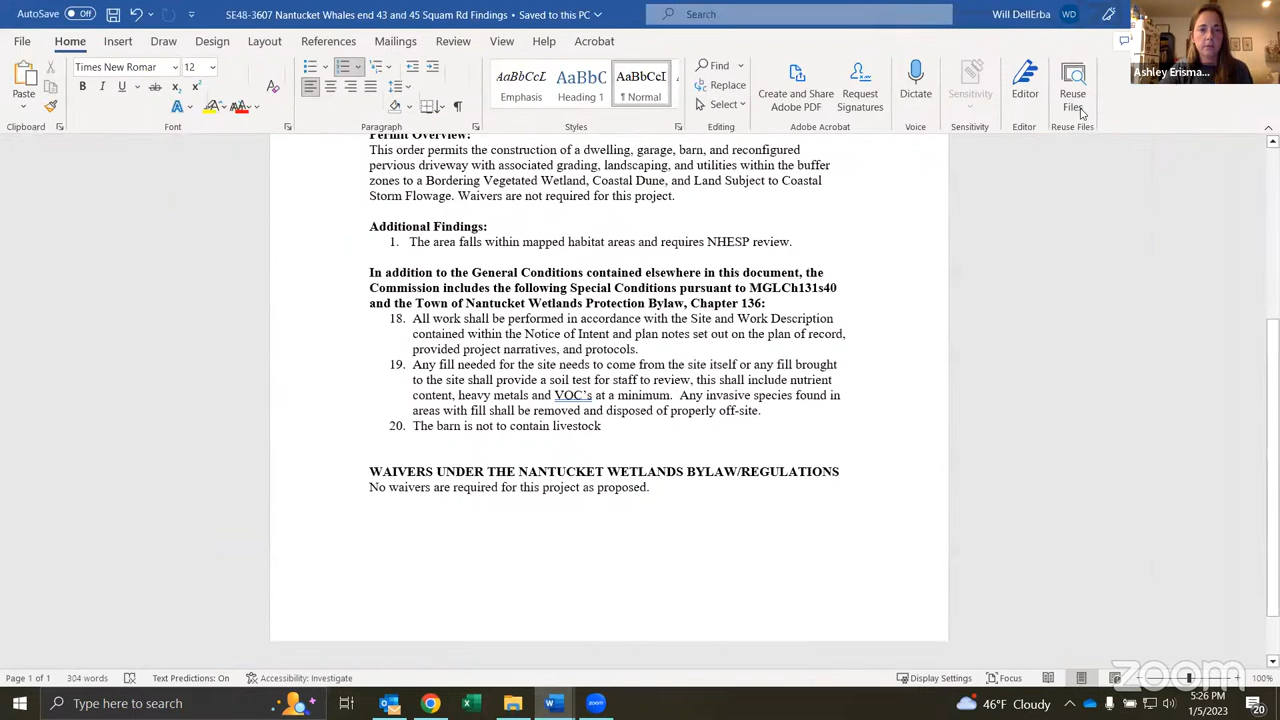 AutoSave Off SE48-3607 Nantucket Whales end 43 and 45 Square Rd Findings - Saved to this PC Search Will DellErba WD
File Home Insert Draw Design Layout References Mailings Review View Help Acrobat
Ashley Erisma...
Paste
Times New Romar 12
AaBbCcL AaBbC AaBbCcI
Emphasis Heading 1 ¶ Normal
Find
Replace
Select
Create and Share
Adobe PDF
Request
Signatures
Dictate
Sensitivity
Editor
Reuse
Files
Clipboard Font Paragraph Styles Editing Adobe Acrobat Voice Sensitivity Editor Reuse Files
Permit Overview:
This order permits the construction of a dwelling, garage, barn, and reconfigured
pervious driveway with associated grading, landscaping, and utilities within the buffer
zones to a Bordering Vegetated Wetland, Coastal Dune, and Land Subject to Coastal
Storm Flowage. Waivers are not required for this project.
Additional Findings:
1. The area falls within mapped habitat areas and requires NHESP review.
In addition to the General Conditions contained elsewhere in this document, the
Commission includes the following Special Conditions pursuant to MGLCh131s40
and the Town of Nantucket Wetlands Protection Bylaw, Chapter 136:
18. All work shall be performed in accordance with the Site and Work Description
contained within the Notice of Intent and plan notes set out on the plan of record,
provided project narratives, and protocols.
19. Any fill needed for the site needs to come from the site itself or any fill brought
to the site shall provide a soil test for staff to review, this shall include nutrient
content, heavy metals and VOC's at a minimum. Any invasive species found in
areas with fill shall be removed and disposed of properly off-site.
20. The barn is not to contain livestock
WAIVERS UNDER THE NANTUCKET WETLANDS BYLAW/REGULATIONS
No waivers are required for this project as proposed.
Page 1 of 1 304 words Text Predictions: On Accessibility: Investigate Display Settings Focus 100%
zoom
Type here to search
46°F Cloudy
5:26 PM
1/5/2023
20